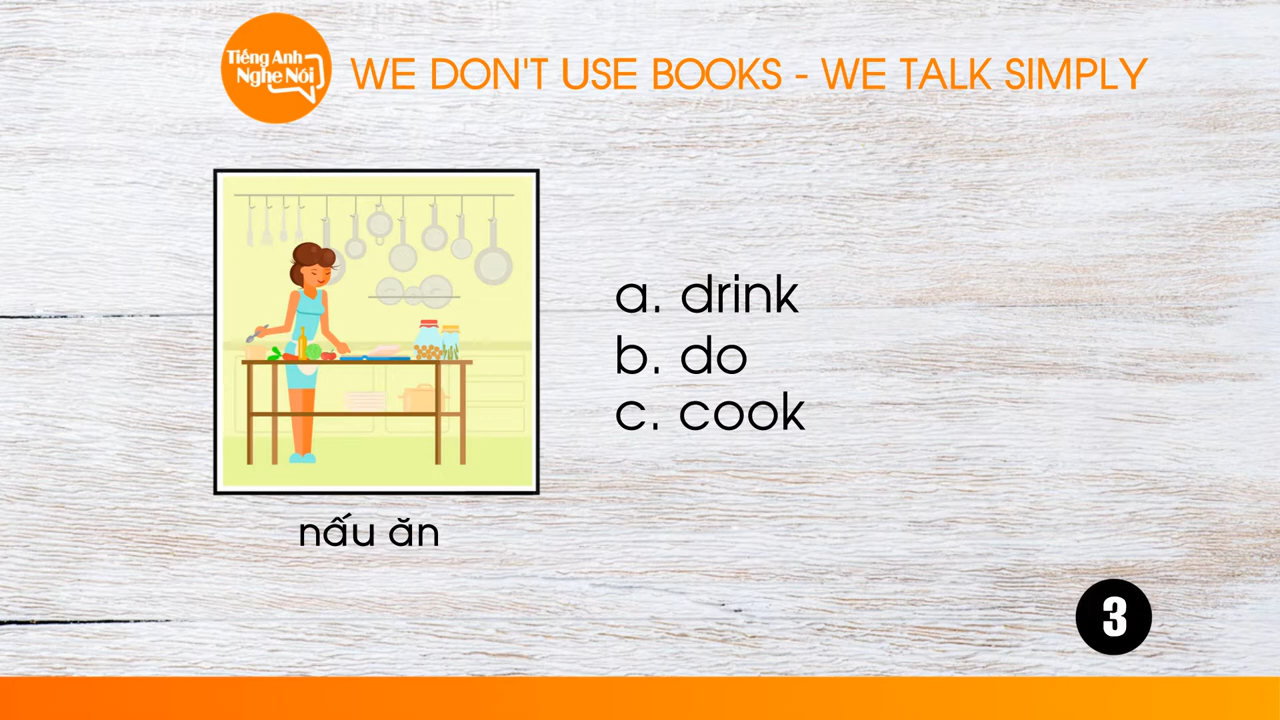 Tiếng Anh
Nghe Nói
WE DON'T USE BOOKS - WE TALK SIMPLY
a. drink
b. do
c. cook
nấu ăn
3